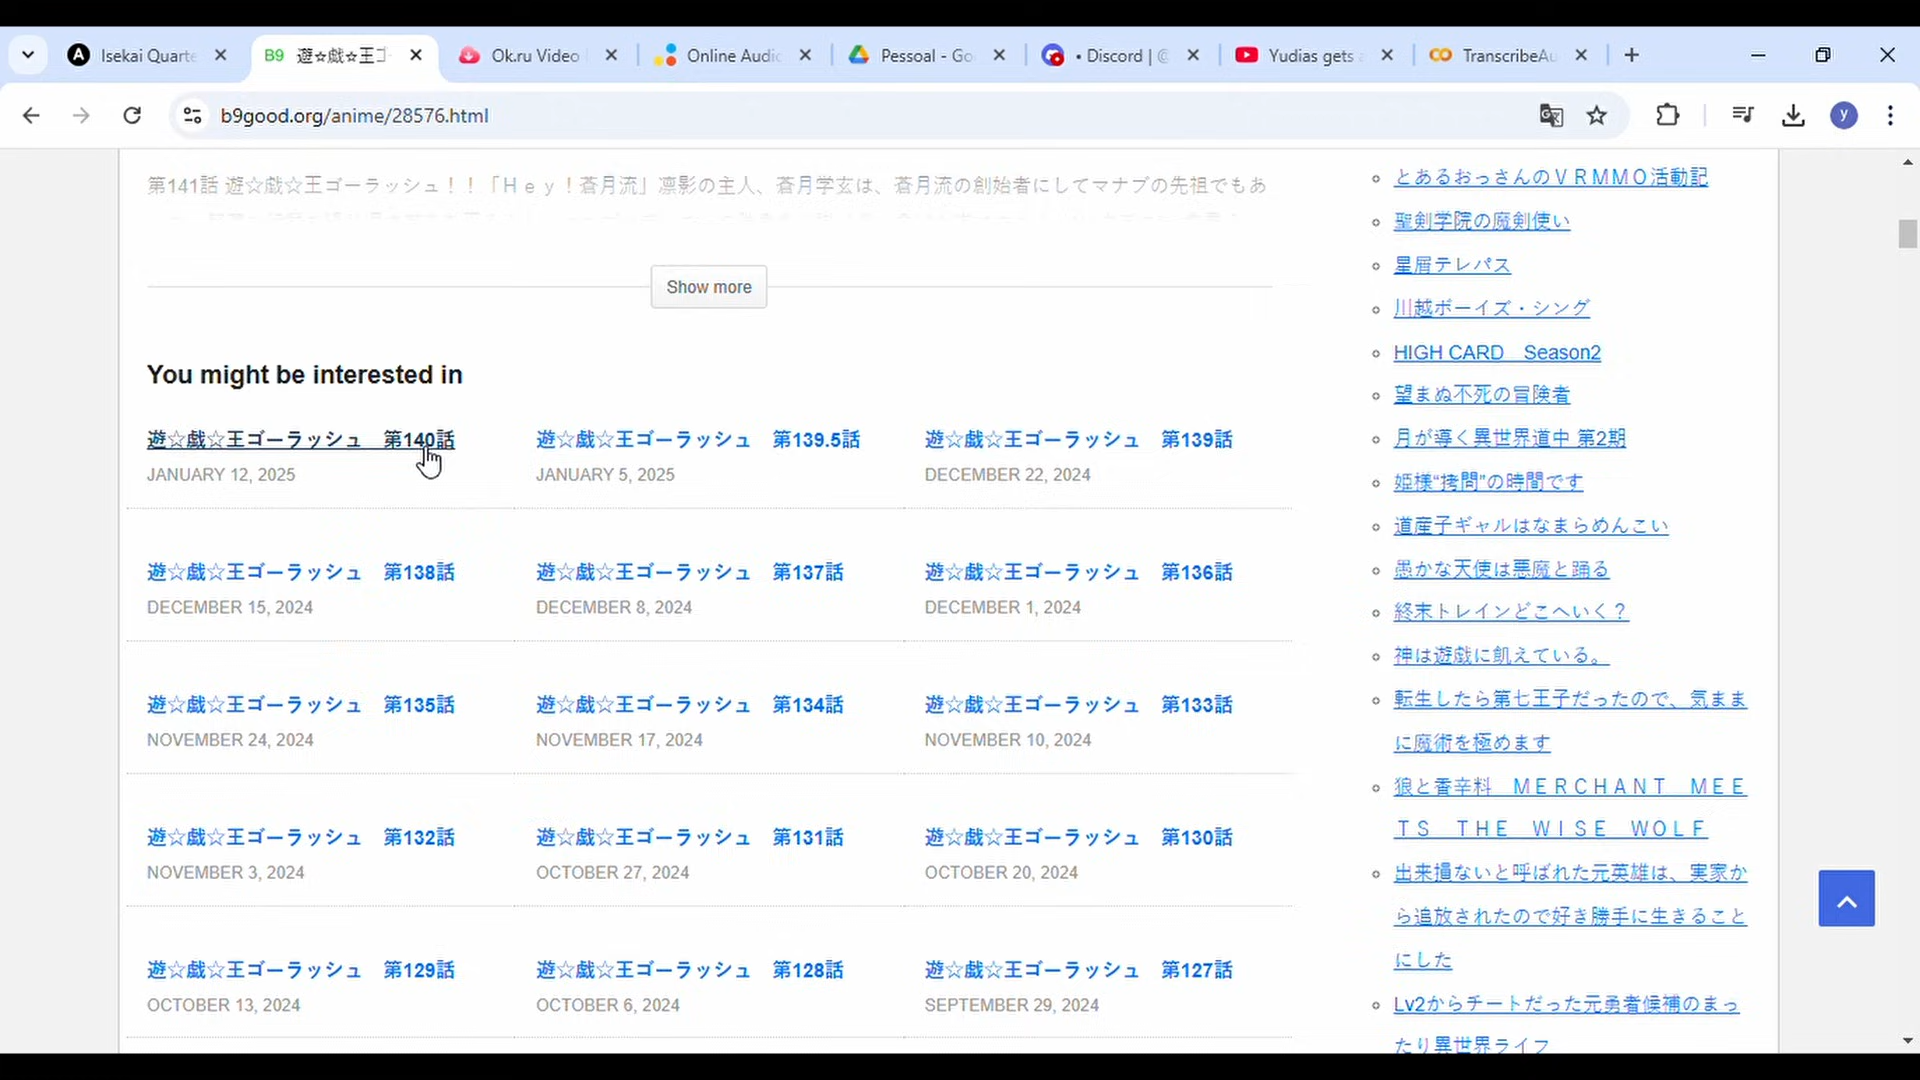 Isekai Quarte
B9 遊☆戯☆王ゴ
Ok.ru Video
Online Audio
Pessoal - Go
• Discord | @
Yudias gets a
TranscribeAu
b9good.org/anime/28576.html
y
第141話 遊☆戯☆王ゴーラッシュ！！「Ｈｅｙ！蒼月流」凛影の主人、蒼月学玄は、蒼月流の創始者にしてマナブの先祖でもあ
Show more
You might be interested in
遊☆戯☆王ゴーラッシュ　第140話
JANUARY 12, 2025
遊☆戯☆王ゴーラッシュ　第139.5話
JANUARY 5, 2025
遊☆戯☆王ゴーラッシュ　第139話
DECEMBER 22, 2024
遊☆戯☆王ゴーラッシュ　第138話
DECEMBER 15, 2024
遊☆戯☆王ゴーラッシュ　第137話
DECEMBER 8, 2024
遊☆戯☆王ゴーラッシュ　第136話
DECEMBER 1, 2024
遊☆戯☆王ゴーラッシュ　第135話
NOVEMBER 24, 2024
遊☆戯☆王ゴーラッシュ　第134話
NOVEMBER 17, 2024
遊☆戯☆王ゴーラッシュ　第133話
NOVEMBER 10, 2024
遊☆戯☆王ゴーラッシュ　第132話
NOVEMBER 3, 2024
遊☆戯☆王ゴーラッシュ　第131話
OCTOBER 27, 2024
遊☆戯☆王ゴーラッシュ　第130話
OCTOBER 20, 2024
遊☆戯☆王ゴーラッシュ　第129話
OCTOBER 13, 2024
遊☆戯☆王ゴーラッシュ　第128話
OCTOBER 6, 2024
遊☆戯☆王ゴーラッシュ　第127話
SEPTEMBER 29, 2024
とあるおっさんのＶＲＭＭＯ活動記
聖剣学院の魔剣使い
星屑テレパス
川越ボーイズ・シング
HIGH CARD　Season2
望まぬ不死の冒険者
月が導く異世界道中 第2期
姫様“拷問”の時間です
道産子ギャルはなまらめんこい
愚かな天使は悪魔と踊る
終末トレインどこへいく？
神は遊戯に飢えている。
転生したら第七王子だったので、気まま
に魔術を極めます
狼と香辛料　ＭＥＲＣＨＡＮＴ　ＭＥＥ
ＴＳ　ＴＨＥ　ＷＩＳＥ　ＷＯＬＦ
出来損ないと呼ばれた元英雄は、実家か
ら追放されたので好き勝手に生きること
にした
Lv2からチートだった元勇者候補のまっ
たり異世界ライフ